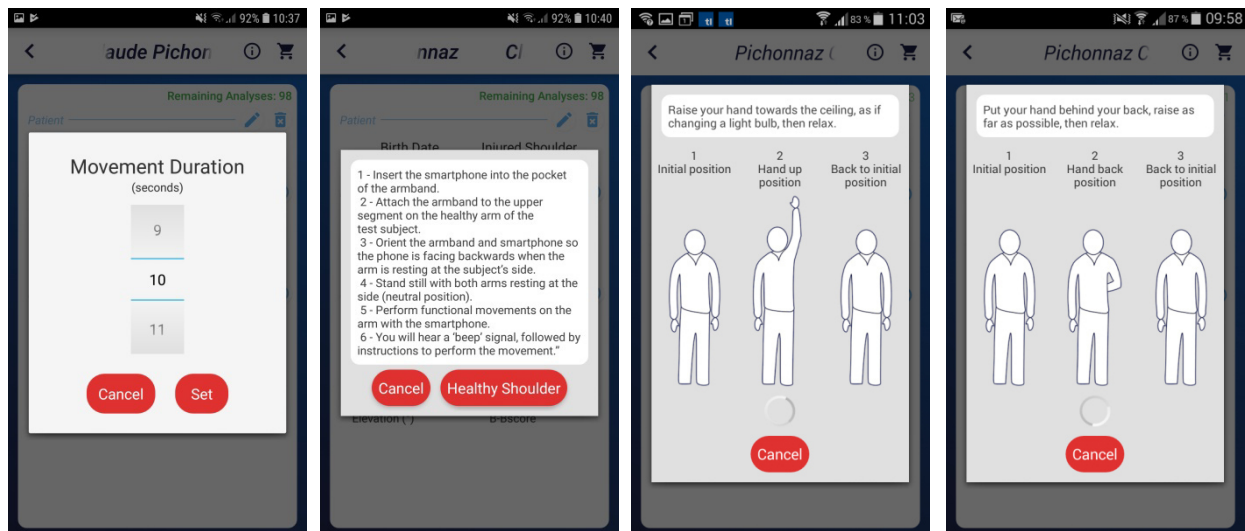 92% 10:37
aude Pichon
Remaining Analyses: 98
Patient
Movement Duration
(seconds)
9
10
11
Cancel Set
92% 10:40
nnaz Cl
Remaining Analyses: 98
Patient
Birth Date Injured Shoulder
1 - Insert the smartphone into the pocket
of the armband.
2 - Attach the armband to the upper
segment on the healthy arm of the
test subject.
3 - Orient the armband and smartphone so
the phone is facing backwards when the
arm is resting at the subject's side.
4 - Stand still with both arms resting at the
side (neutral position).
5 - Perform functional movements on the
arm with the smartphone.
6 - You will hear a 'beep' signal, followed by
instructions to perform the movement."
Cancel Healthy Shoulder
Elevation (°) B-Bscore
83% 11:03
Pichonnaz C
Raise your hand towards the ceiling, as if
changing a light bulb, then relax.
1 2 3
Initial position Hand up Back to initial
position position
Cancel
87% 09:58
Pichonnaz C
Put your hand behind your back, raise as
far as possible, then relax.
1 2 3
Initial position Hand back Back to initial
position position
Cancel